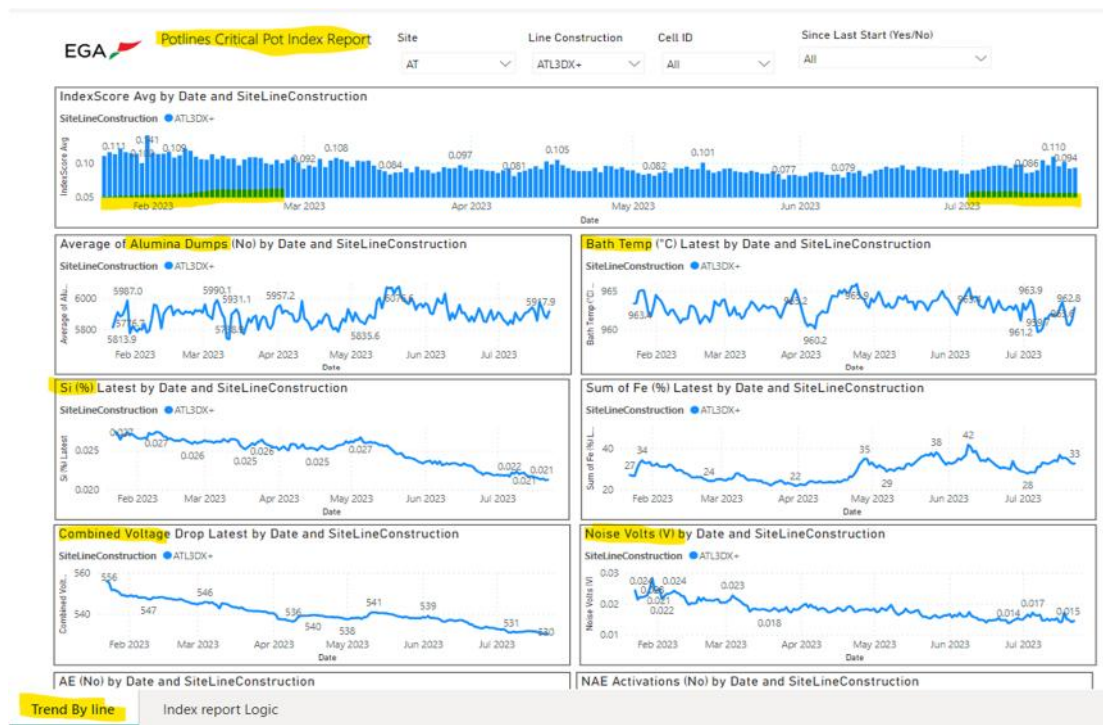 EGA
Potlines Critical Pot Index Report
Site
Line Construction
Cell ID
Since Last Start (Yes/No)
AT
ATL3DX+
All
All
IndexScore Avg by Date and SiteLineConstruction
SiteLineConstruction ATL3DX+
IndexScore Avg
0.10
0.05
0.111
0.141
0.109
0.092
0.108
0.084
0.097
0.081
0.105
0.082
0.101
0.077
0.079
0.086
0.110
0.094
Feb 2023
Mar 2023
Apr 2023
May 2023
Jun 2023
Jul 2023
Date
Average of Alumina Dumps (No) by Date and SiteLineConstruction
SiteLineConstruction ATL3DX+
Average of Alu...
6000
5800
5987.0
5813.9
5990.1
5931.1
5957.2
5835.6
Feb 2023
Mar 2023
Apr 2023
May 2023
Jun 2023
Jul 2023
Date
Bath Temp (°C) Latest by Date and SiteLineConstruction
SiteLineConstruction ATL3DX+
Bath Temp (°C) ...
965
960
960.2
963.9
962.8
961.2
Feb 2023
Mar 2023
Apr 2023
May 2023
Jun 2023
Jul 2023
Date
Si (%) Latest by Date and SiteLineConstruction
SiteLineConstruction ATL3DX+
Si (%) Latest
0.025
0.020
0.027
0.027
0.026
0.025
0.026
0.025
0.027
0.022
0.021
0.021
Feb 2023
Mar 2023
Apr 2023
May 2023
Jun 2023
Jul 2023
Date
Sum of Fe (%) Latest by Date and SiteLineConstruction
SiteLineConstruction ATL3DX+
Sum of Fe (%) L...
40
20
27
34
24
22
35
29
38
42
28
33
Feb 2023
Mar 2023
Apr 2023
May 2023
Jun 2023
Jul 2023
Date
Combined Voltage Drop Latest by Date and SiteLineConstruction
SiteLineConstruction ATL3DX+
Combined Volt...
560
540
556
547
546
536
540
538
541
539
531
530
Feb 2023
Mar 2023
Apr 2023
May 2023
Jun 2023
Jul 2023
Date
Noise Volts (V) by Date and SiteLineConstruction
SiteLineConstruction ATL3DX+
Noise Volts (V)
0.03
0.02
0.01
0.024
0.021
0.022
0.024
0.023
0.018
0.014
0.017
0.015
Feb 2023
Mar 2023
Apr 2023
May 2023
Jun 2023
Jul 2023
Date
AE (No) by Date and SiteLineConstruction
NAE Activations (No) by Date and SiteLineConstruction
Trend By line
Index report Logic